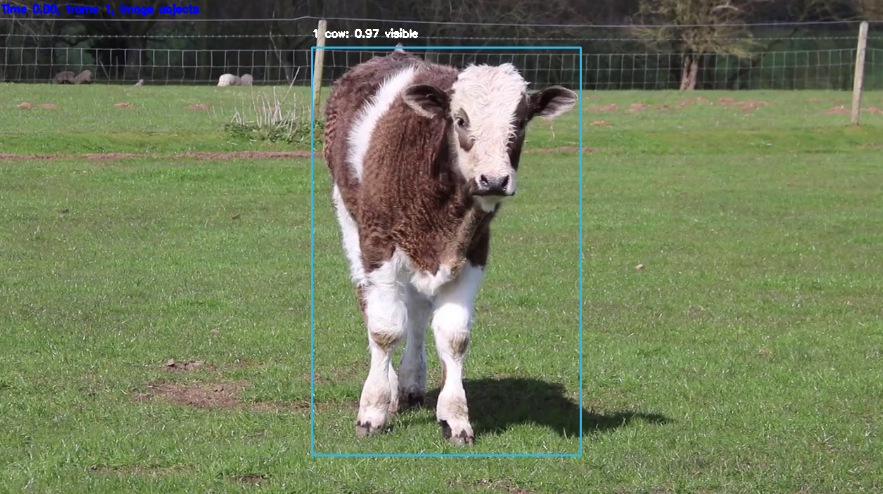 Time 0.00, frame 1, image objects
1 cow: 0.97 visible